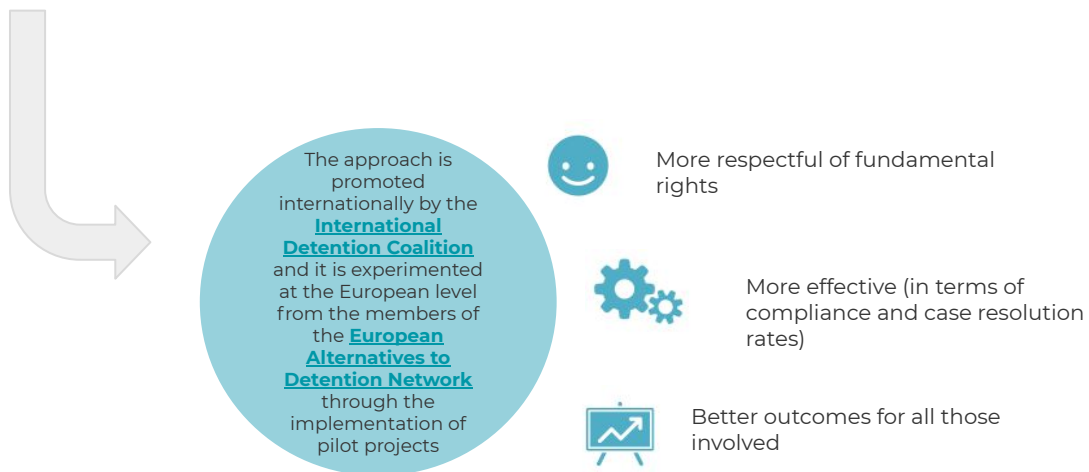 The approach is
promoted
internationally by the
International
Detention Coalition
and it is experimented
at the European level
from the members of
the European
Alternatives to
Detention Network
through the
implementation of
pilot projects
More respectful of fundamental
rights
More effective (in terms of
compliance and case resolution
rates)
Better outcomes for all those
involved